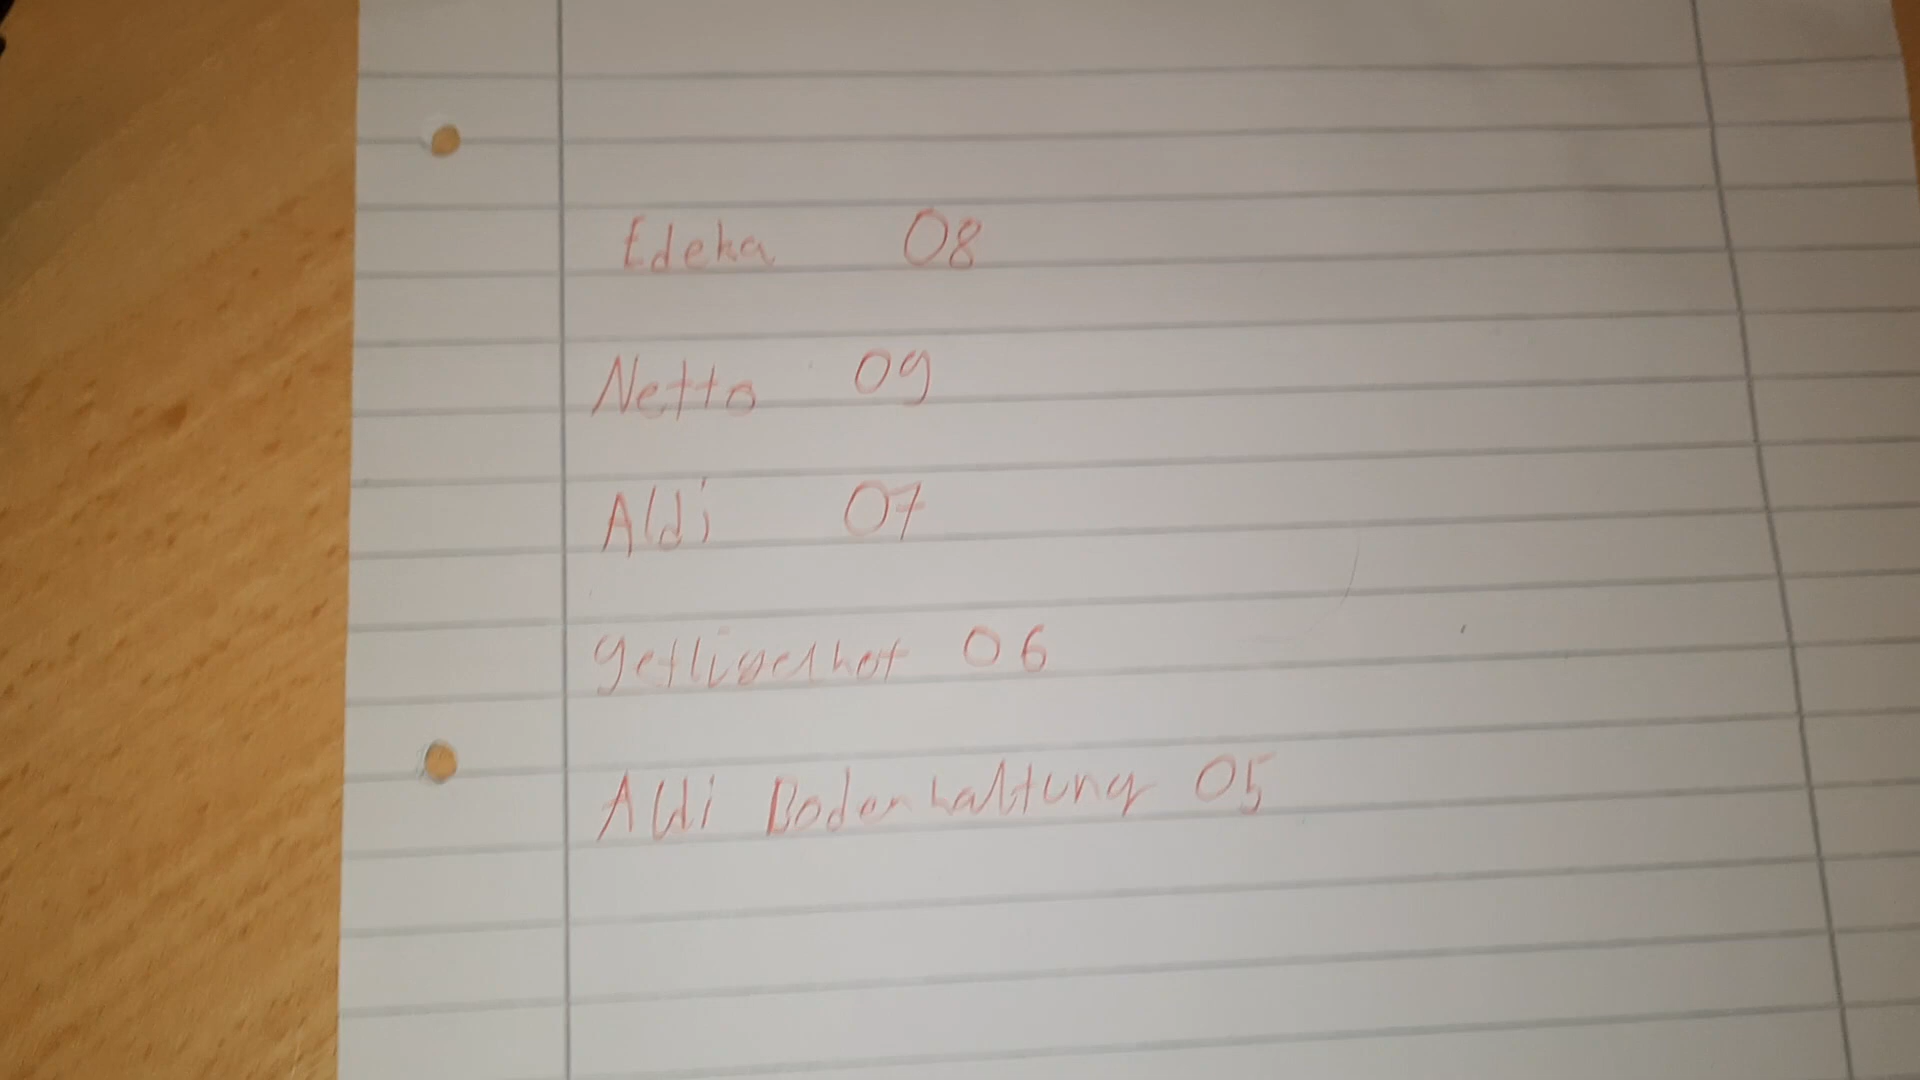 Edeka 08
Netto 09
Aldi 07
Geflügelhof 06
Aldi Bodenhaltung 05